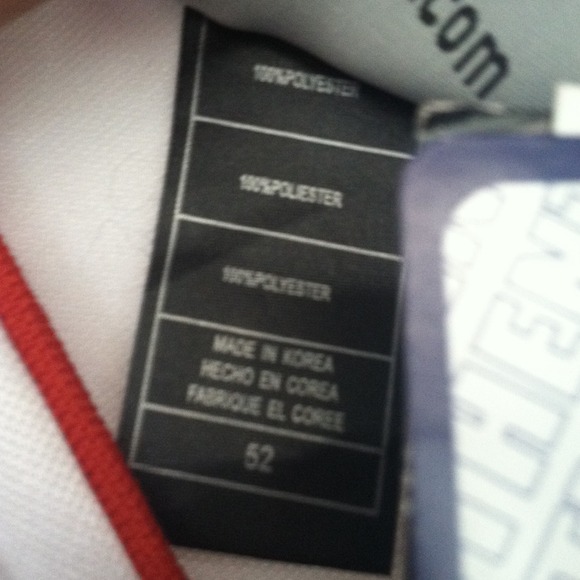 .com
100%POLYESTER
100%POLIESTER
100%POLYESTER
MADE IN KOREA
HECHO EN COREA
FABRIQUE EL COREE
52